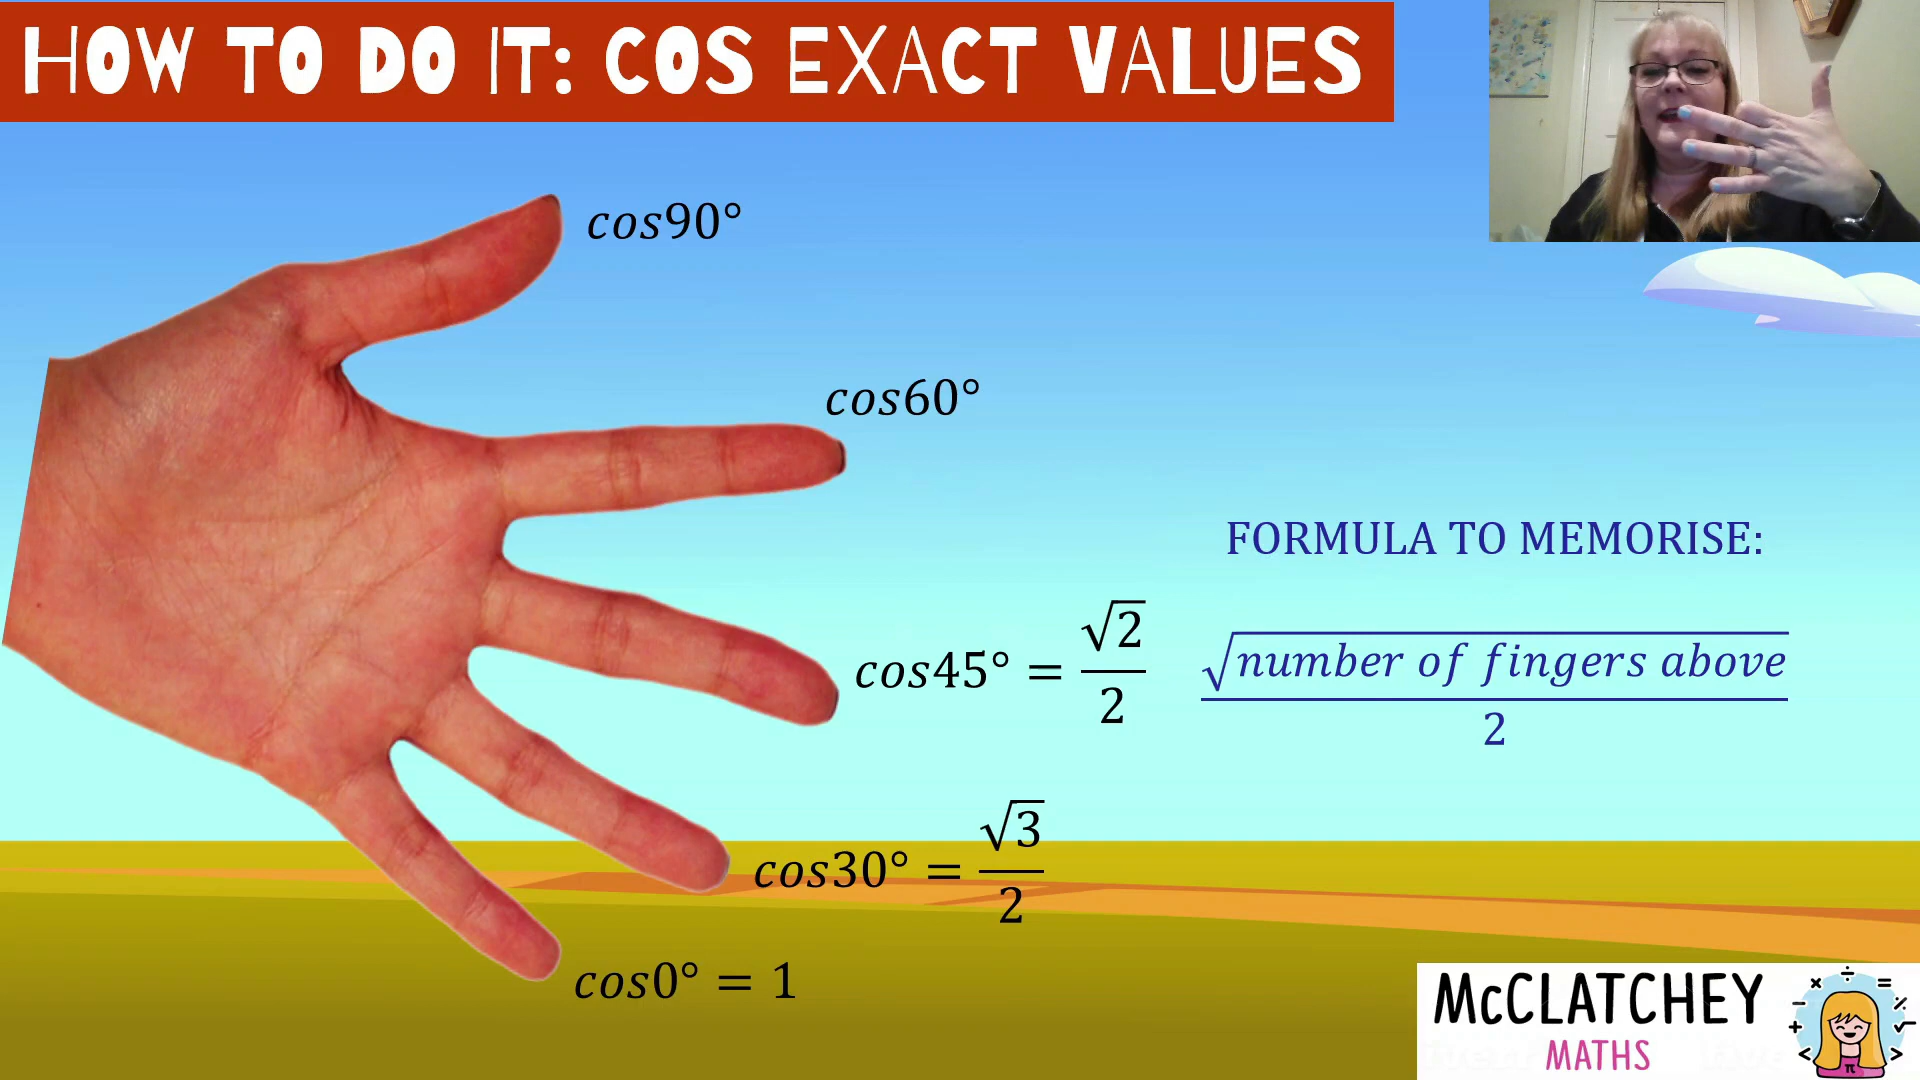 HOW TO DO IT: COS EXACT VALUES
cos90°
cos60°
FORMULA TO MEMORISE:
cos45° = √2/2
√number of fingers above/2
cos30° = √3/2
cos0° = 1
McCLATCHEY
MATHS
× ÷ = − % + √ < > π